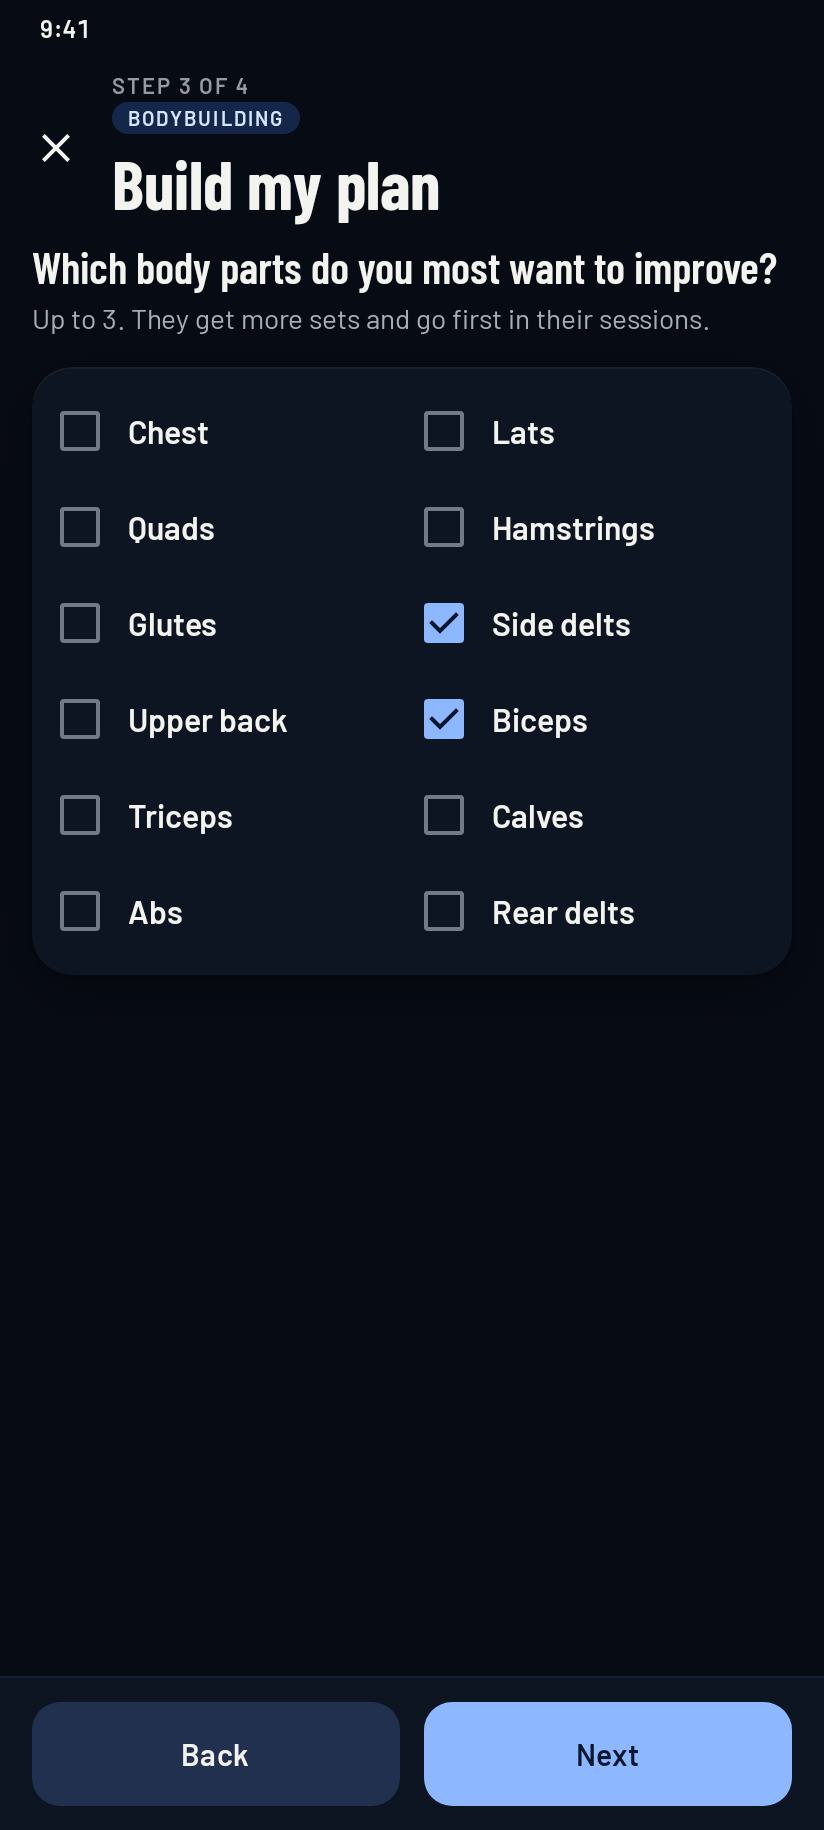 9:41
STEP 3 OF 4
BODYBUILDING
Build my plan
Which body parts do you most want to improve?
Up to 3. They get more sets and go first in their sessions.
Chest
Lats
Quads
Hamstrings
Glutes
Side delts
Upper back
Biceps
Triceps
Calves
Abs
Rear delts
Back
Next